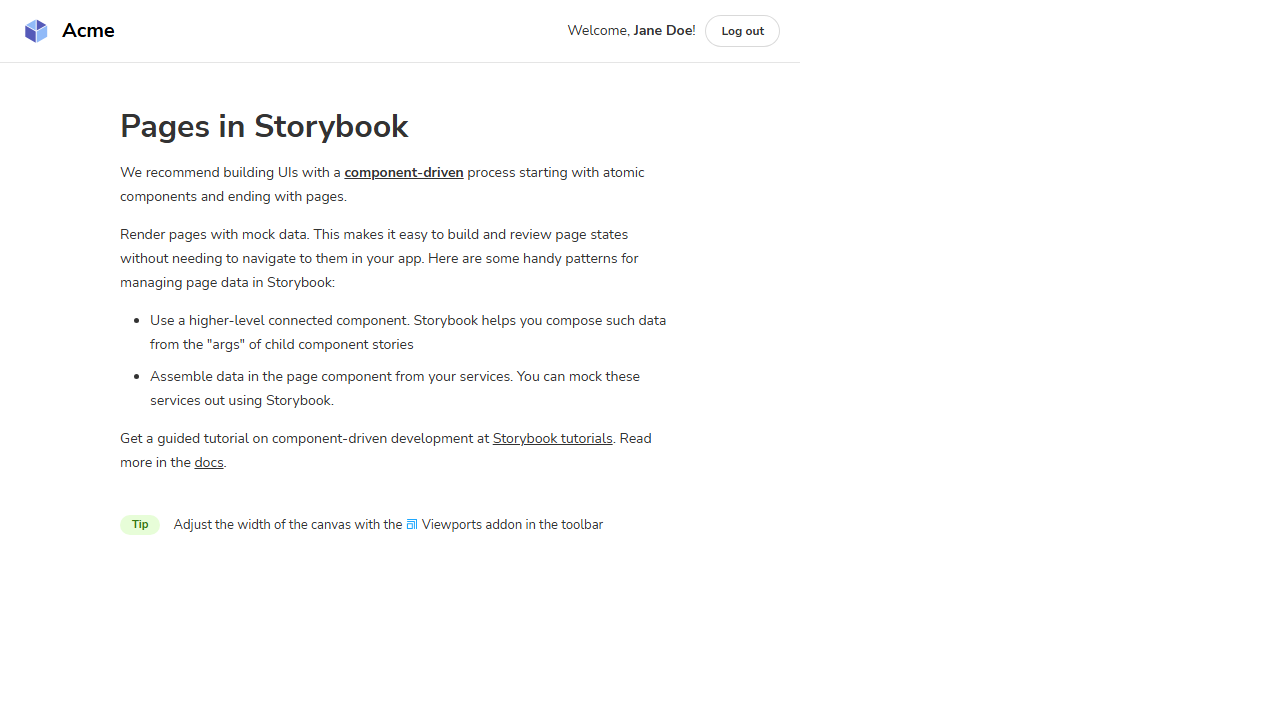 Acme
Welcome, Jane Doe!
Log out
Pages in Storybook
We recommend building UIs with a component-driven process starting with atomic
components and ending with pages.
Render pages with mock data. This makes it easy to build and review page states
without needing to navigate to them in your app. Here are some handy patterns for
managing page data in Storybook:
Use a higher-level connected component. Storybook helps you compose such data
from the "args" of child component stories
Assemble data in the page component from your services. You can mock these
services out using Storybook.
Get a guided tutorial on component-driven development at Storybook tutorials. Read
more in the docs.
Tip
Adjust the width of the canvas with the Viewports addon in the toolbar